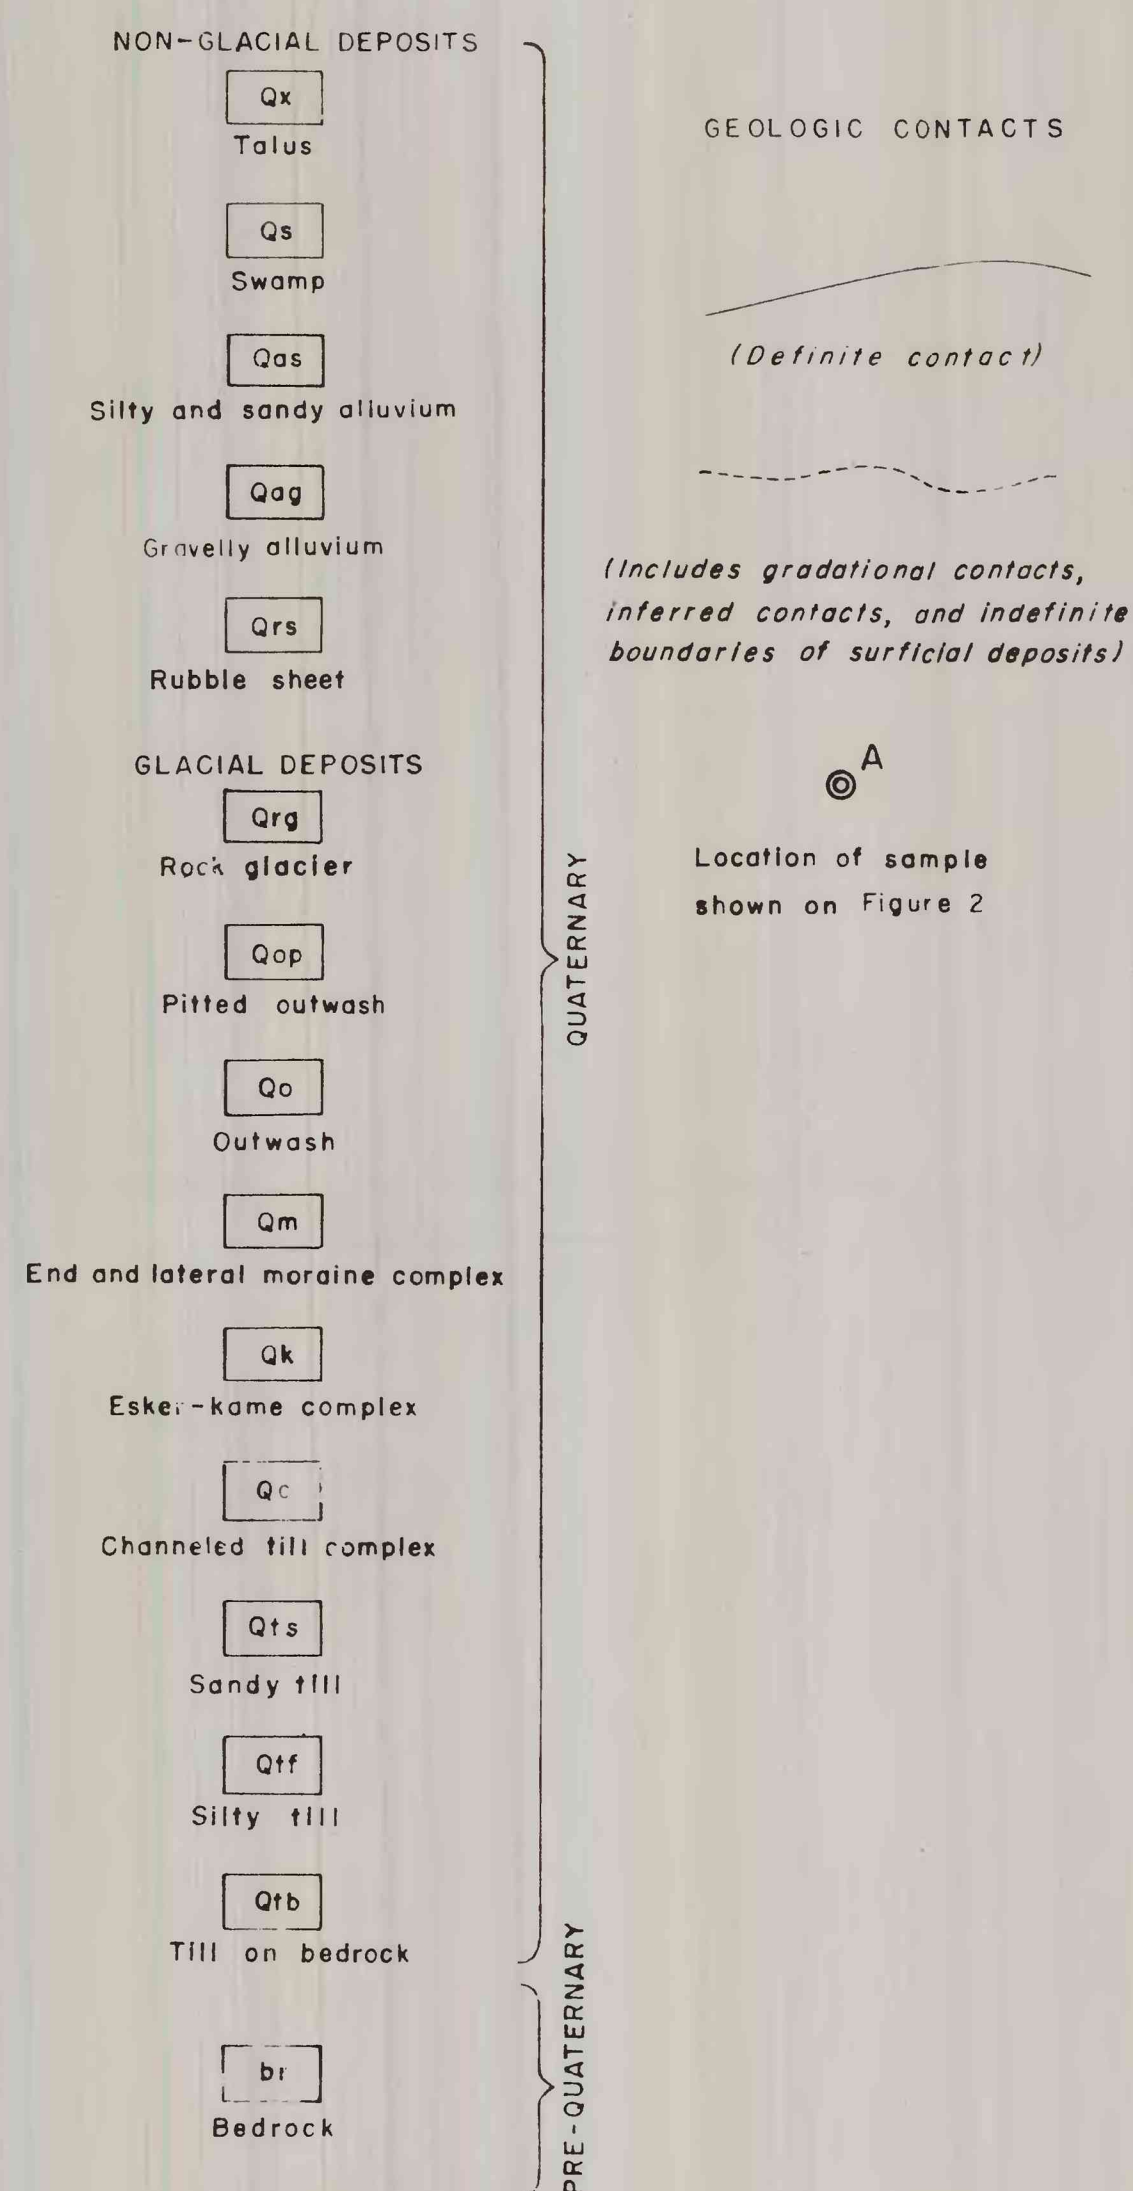 NON-GLACIAL DEPOSITS
Qx
Talus
Qs
Swamp
Qas
Silty and sandy alluvium
Qag
Gravelly alluvium
Qrs
Rubble sheet
GLACIAL DEPOSITS
Qrg
Rock glacier
Qop
Pitted outwash
Qo
Outwash
Qm
End and lateral moraine complex
Qk
Esker-kame complex
Qc
Channeled till complex
Qts
Sandy till
Qtf
Silty till
Qtb
Till on bedrock
br
Bedrock
QUATERNARY
PRE-QUATERNARY
GEOLOGIC CONTACTS
(Definite contact)
(Includes gradational contacts,
inferred contacts, and indefinite
boundaries of surficial deposits)
A
Location of sample
shown on Figure 2